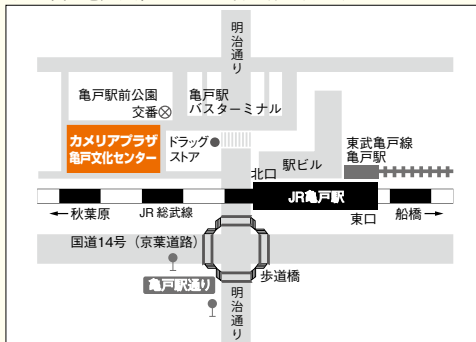 明治通り
亀戸駅前公園
交番
亀戸駅
バスターミナル
カメリアプラザ
亀戸文化センター
ドラッグ
ストア
東武亀戸線
亀戸駅
駅ビル
北口
JR亀戸駅
←秋葉原
JR総武線
東口
船橋→
国道14号（京葉道路）
歩道橋
亀戸駅通り
明治通り